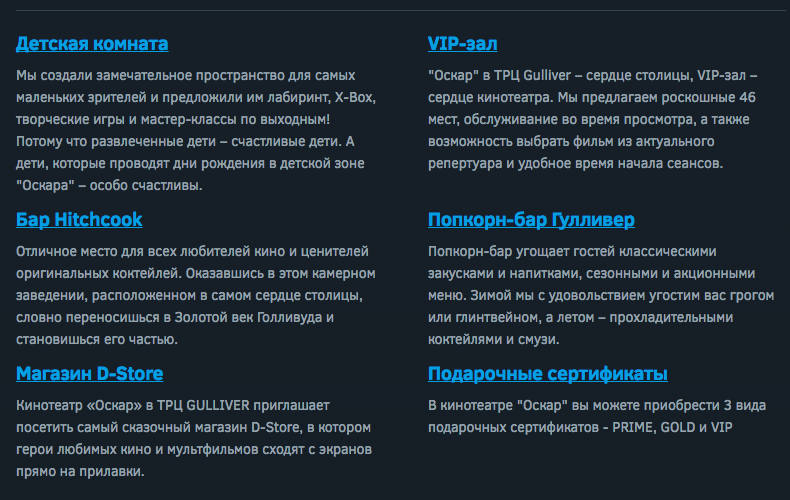 Детская комната
Мы создали замечательное пространство для самых
маленьких зрителей и предложили им лабиринт, X-Box,
творческие игры и мастер-классы по выходным!
Потому что развлеченные дети – счастливые дети. А
дети, которые проводят дни рождения в детской зоне
"Оскара" – особо счастливы.
VIP-зал
"Оскар" в ТРЦ Gulliver – сердце столицы, VIP-зал –
сердце кинотеатра. Мы предлагаем роскошные 46
мест, обслуживание во время просмотра, а также
возможность выбрать фильм из актуального
репертуара и удобное время начала сеансов.
Бар Hitchcook
Отличное место для всех любителей кино и ценителей
оригинальных коктейлей. Оказавшись в этом камерном
заведении, расположенном в самом сердце столицы,
словно переносишься в Золотой век Голливуда и
становишься его частью.
Попкорн-бар Гулливер
Попкорн-бар угощает гостей классическими
закусками и напитками, сезонными и акционными
меню. Зимой мы с удовольствием угостим вас грогом
или глинтвейном, а летом – прохладительными
коктейлями и смузи.
Магазин D-Store
Кинотеатр «Оскар» в ТРЦ GULLIVER приглашает
посетить самый сказочный магазин D-Store, в котором
герои любимых кино и мультфильмов сходят с экранов
прямо на прилавки.
Подарочные сертификаты
В кинотеатре "Оскар" вы можете приобрести 3 вида
подарочных сертификатов - PRIME, GOLD и VIP